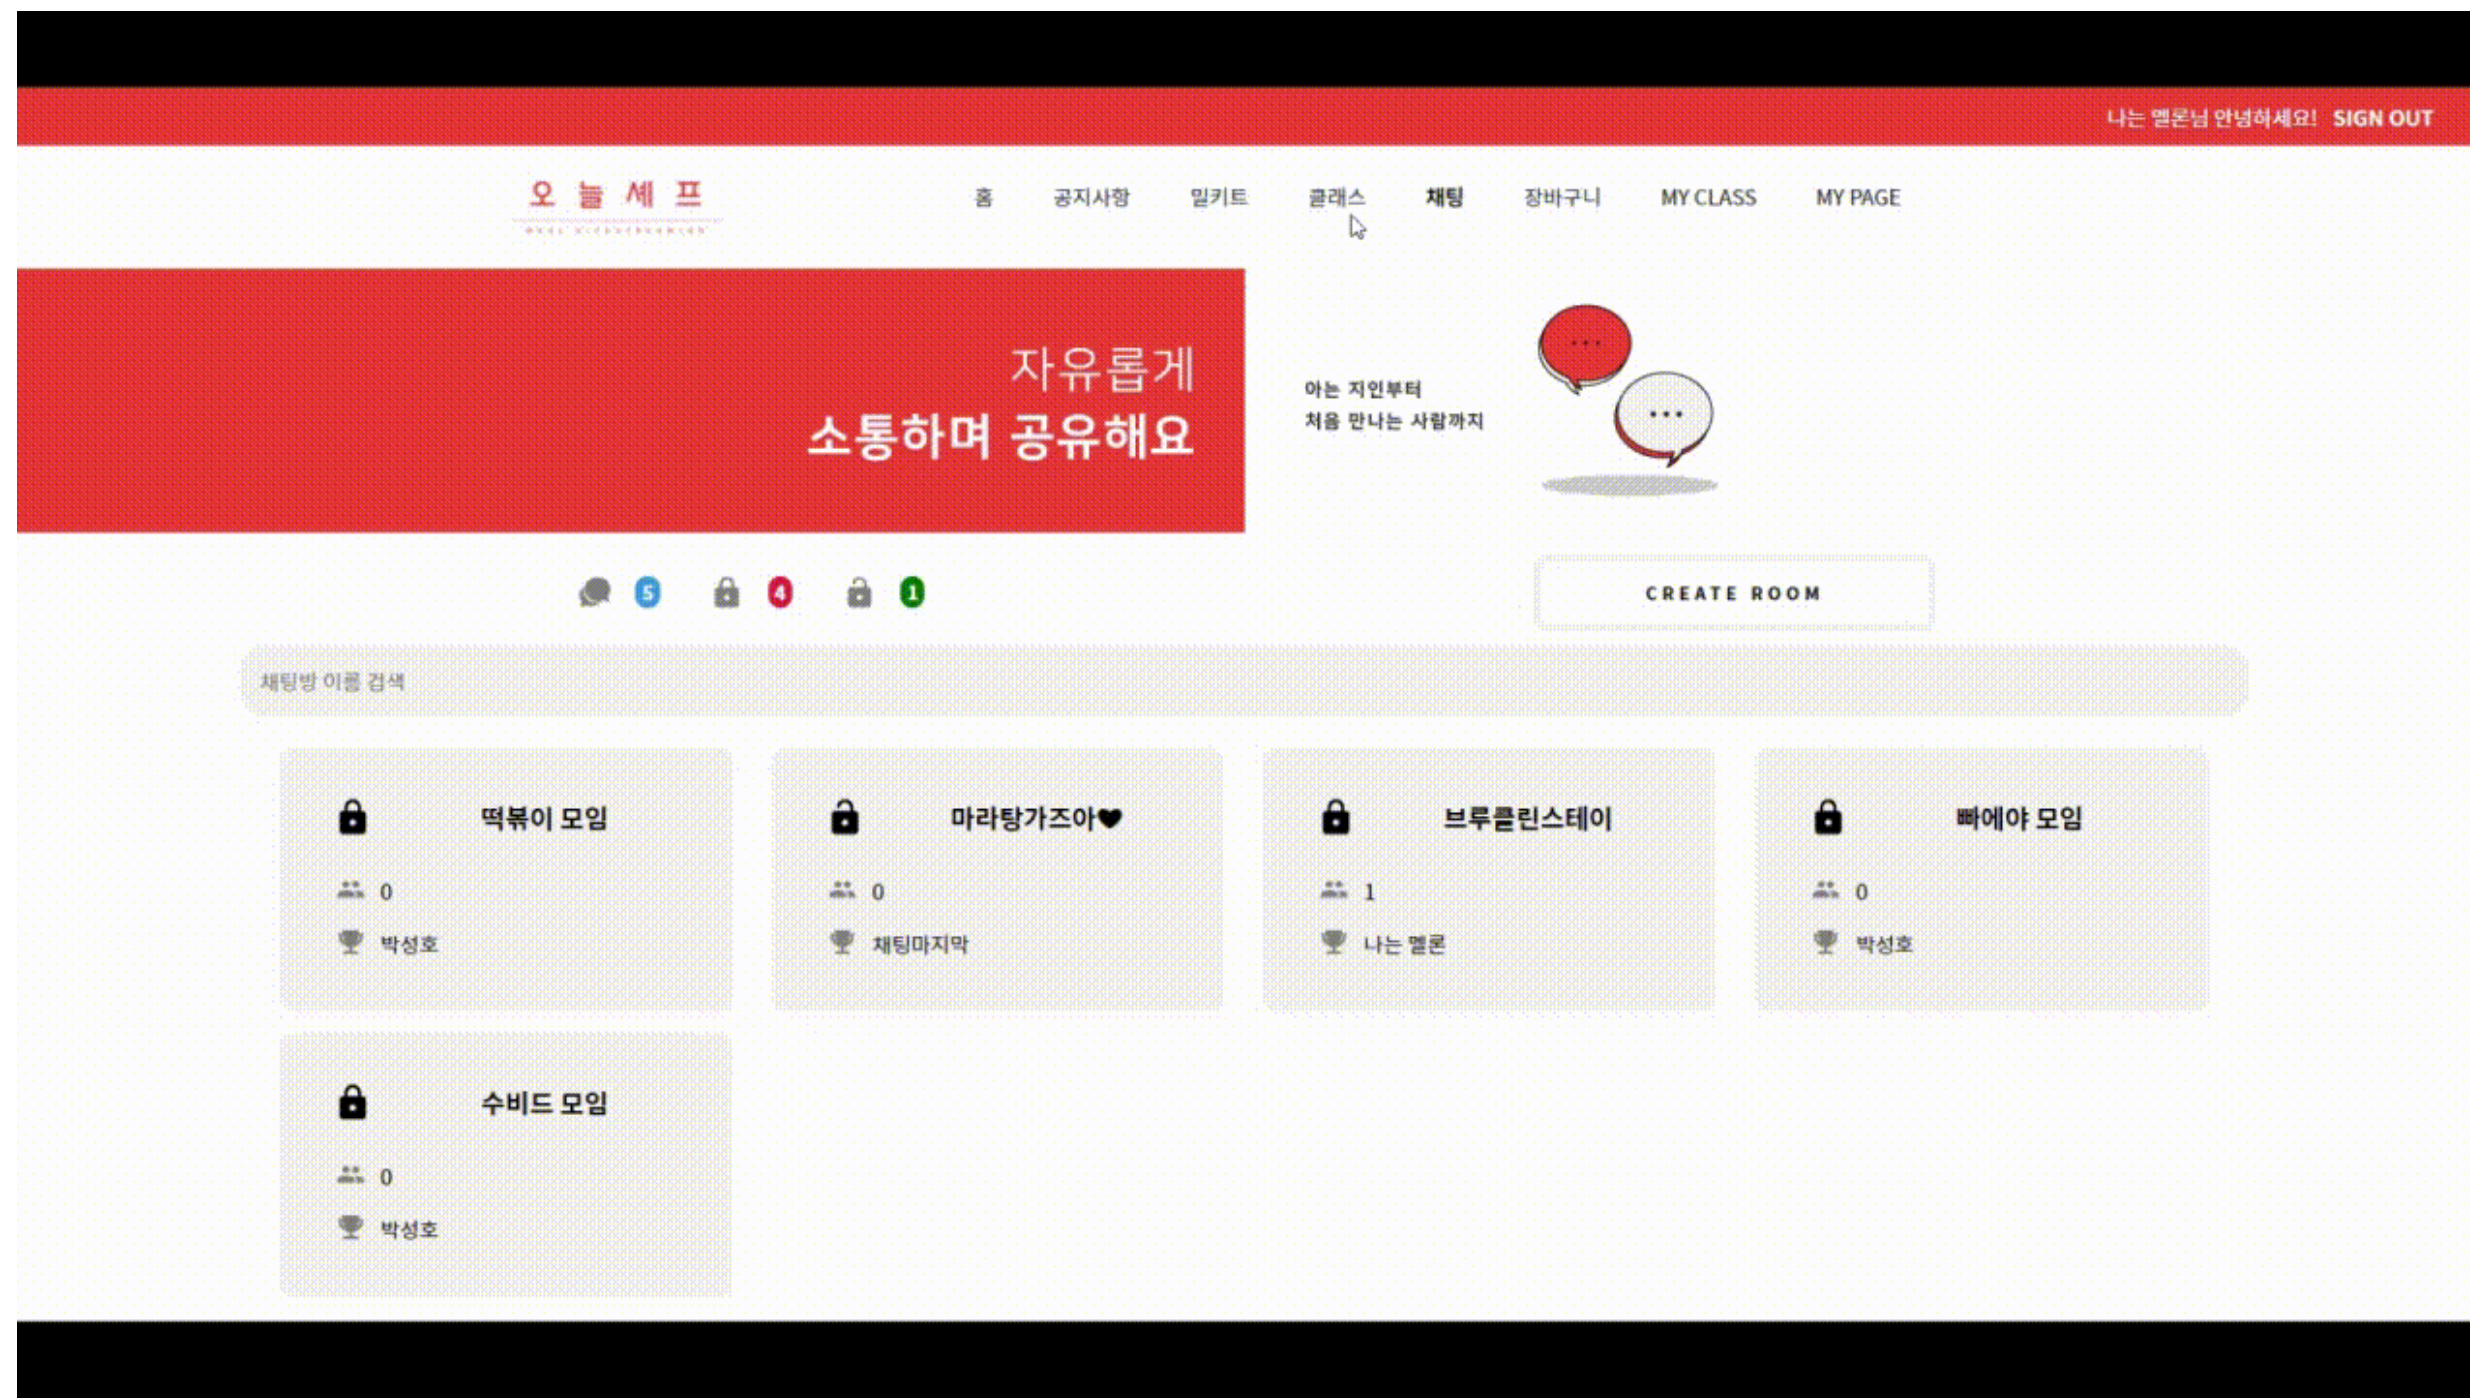 나는 멜론님 안녕하세요! SIGN OUT
오늘셰프
홈 공지사항 밀키트 클래스 채팅 장바구니 MY CLASS MY PAGE
자유롭게
소통하며 공유해요
아는 지인부터
처음 만나는 사람까지
5 4 1
CREATE ROOM
채팅방 이름 검색
떡볶이 모임
0
박성호
마라탕가즈아♥
0
채팅마지막
브루클린스테이
1
나는 멜론
빠에야 모임
0
박성호
수비드 모임
0
박성호